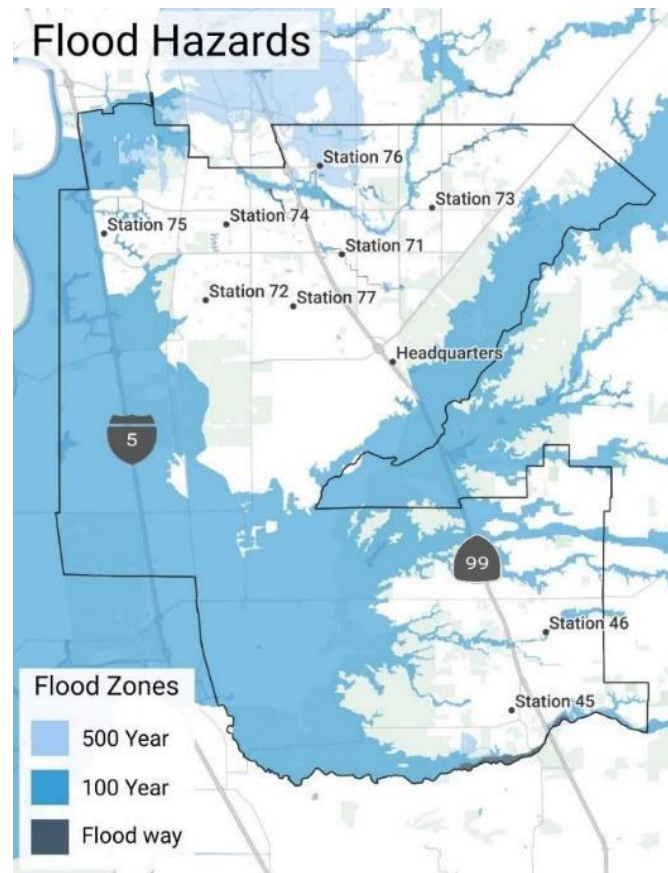 Flood Hazards
Station 76
Station 73
Station 74
Station 75
Station 71
Station 72
Station 77
Headquarters
5
99
Station 46
Station 45
Flood Zones
500 Year
100 Year
Flood way